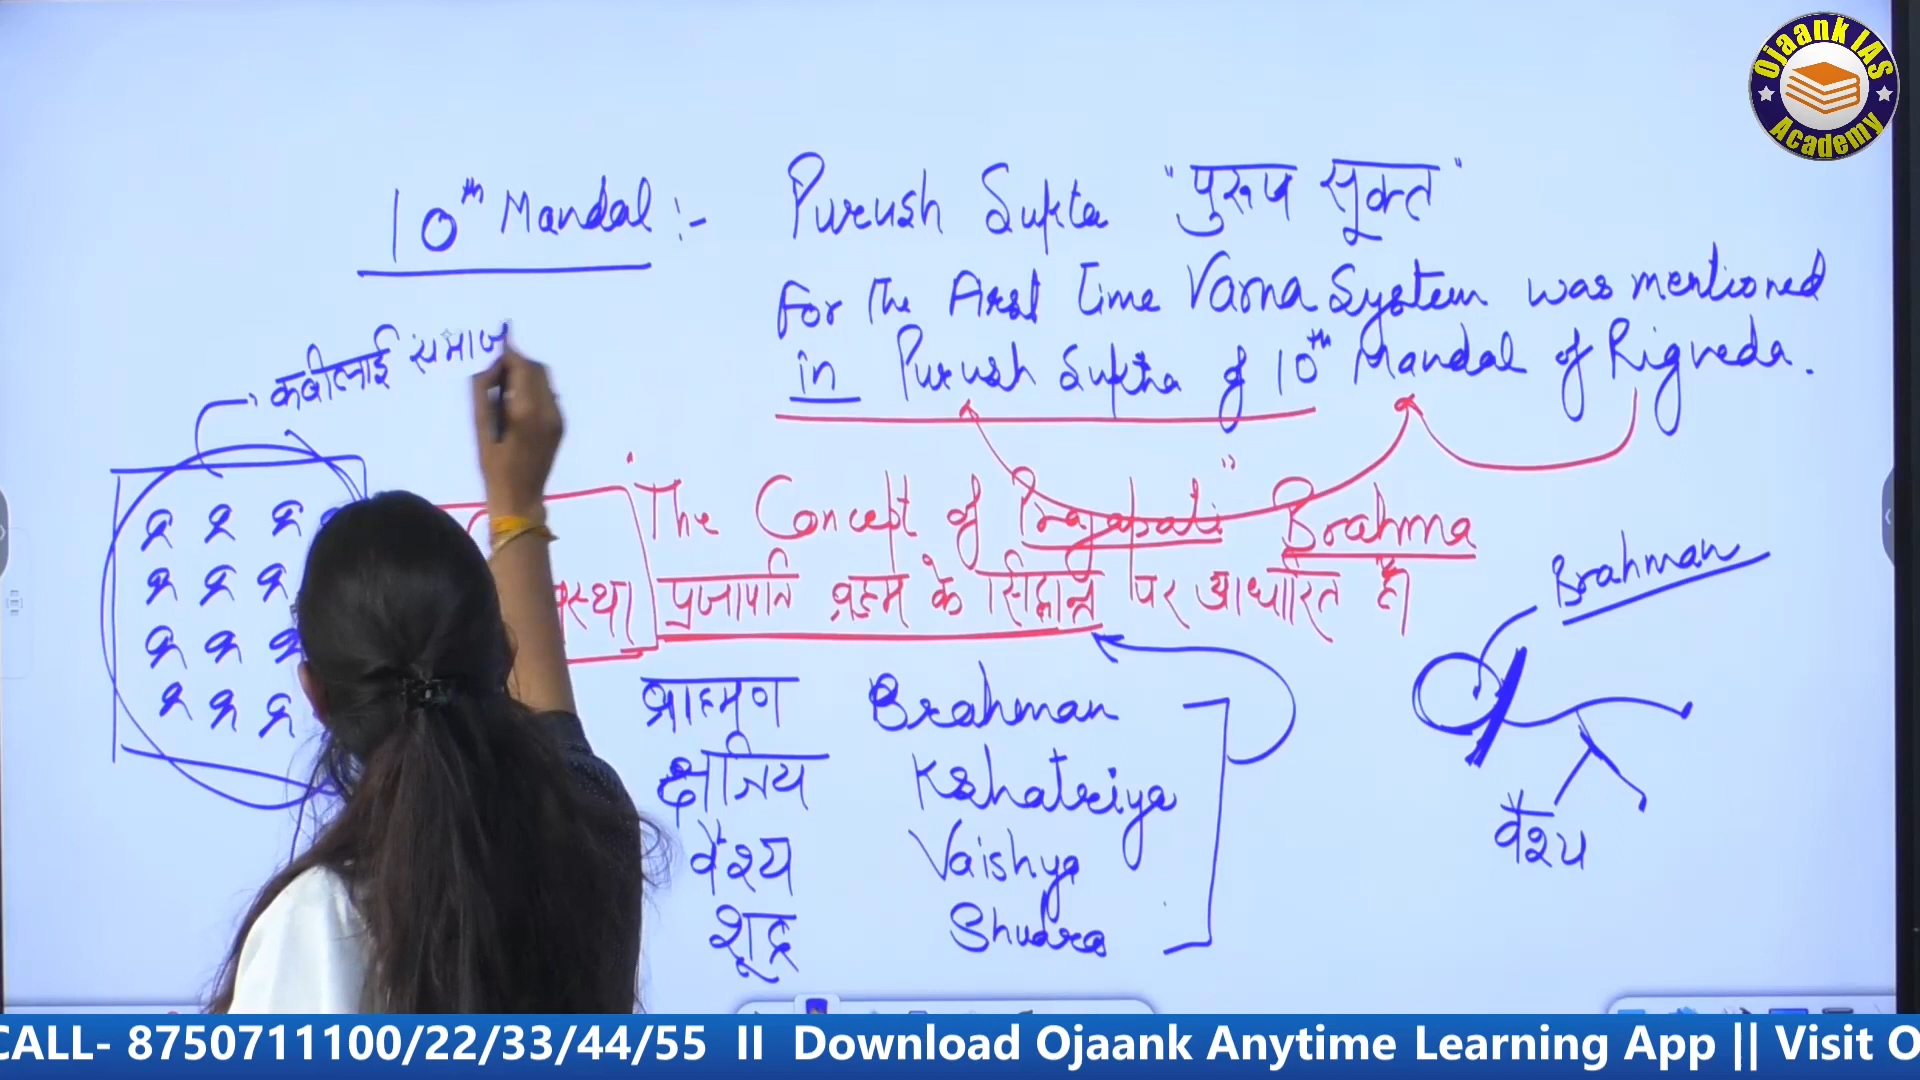 Ojaank IAS
Academy
10th Mandal :- Purush Sukta "पुरूष सूक्त"
For The First Time Varna System was mentioned
in Purush Suktha of 10th Mandal of Rigveda.
कबीलाई समाज
"The Concept of Prajapati" Brahma
स्था प्रजापति ब्रह्म के सिद्धान्त पर आधारित है।
Brahman
ब्राह्मण Brahman
क्षत्रिय Kshatriya
वैश्य Vaishya
वैश्य
शूद्र Shudra
CALL- 8750711100/22/33/44/55 II Download Ojaank Anytime Learning App || Visit O